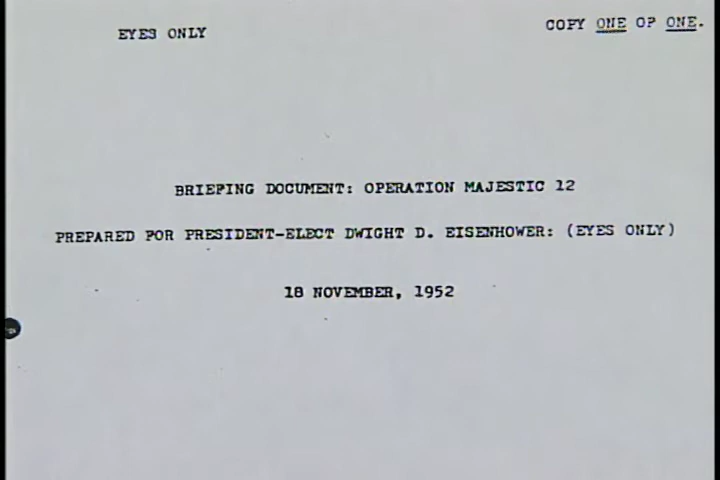 EYES ONLY
COPY ONE OF ONE.
BRIEFING DOCUMENT: OPERATION MAJESTIC 12
PREPARED FOR PRESIDENT-ELECT DWIGHT D. EISENHOWER: (EYES ONLY)
18 NOVEMBER, 1952